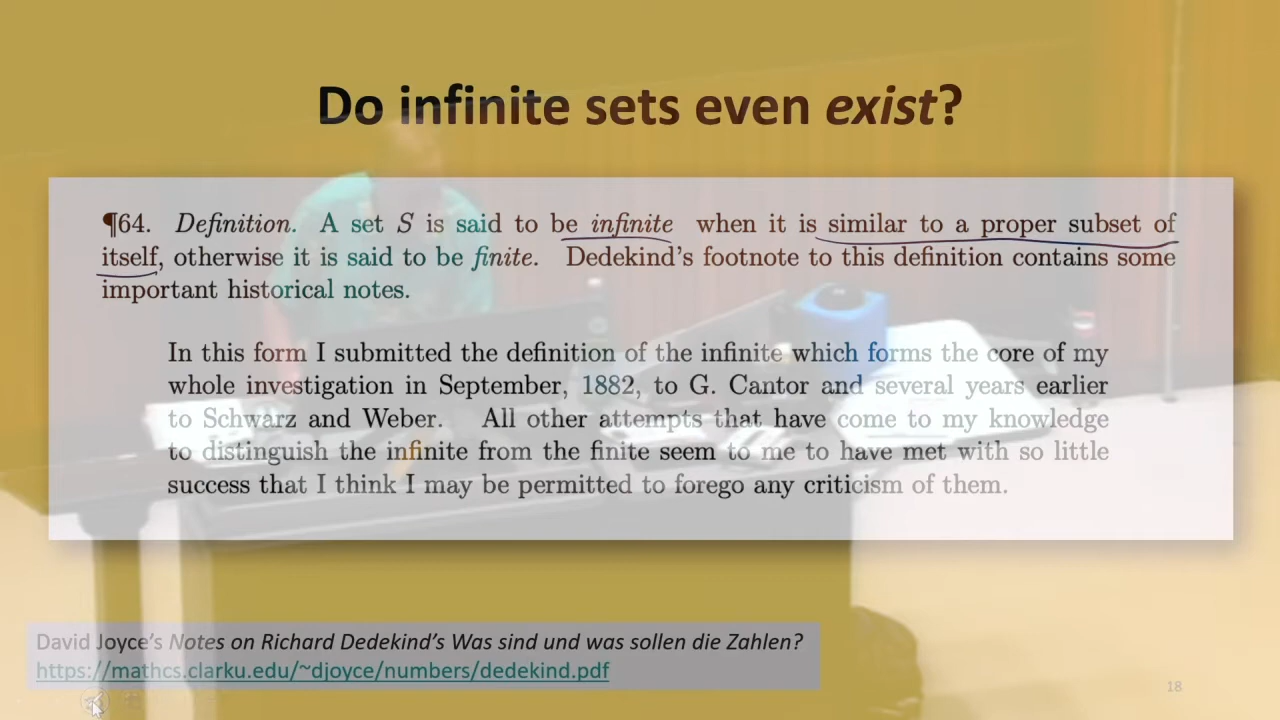 Do infinite sets even exist?
¶64. Definition. A set S is said to be infinite when it is similar to a proper subset of
itself, otherwise it is said to be finite. Dedekind's footnote to this definition contains some
important historical notes.
In this form I submitted the definition of the infinite which forms the core of my
whole investigation in September, 1882, to G. Cantor and several years earlier
to Schwarz and Weber. All other attempts that have come to my knowledge
to distinguish the infinite from the finite seem to me to have met with so little
success that I think I may be permitted to forego any criticism of them.
David Joyce's Notes on Richard Dedekind's Was sind und was sollen die Zahlen?
https://mathcs.clarku.edu/~djoyce/numbers/dedekind.pdf
18